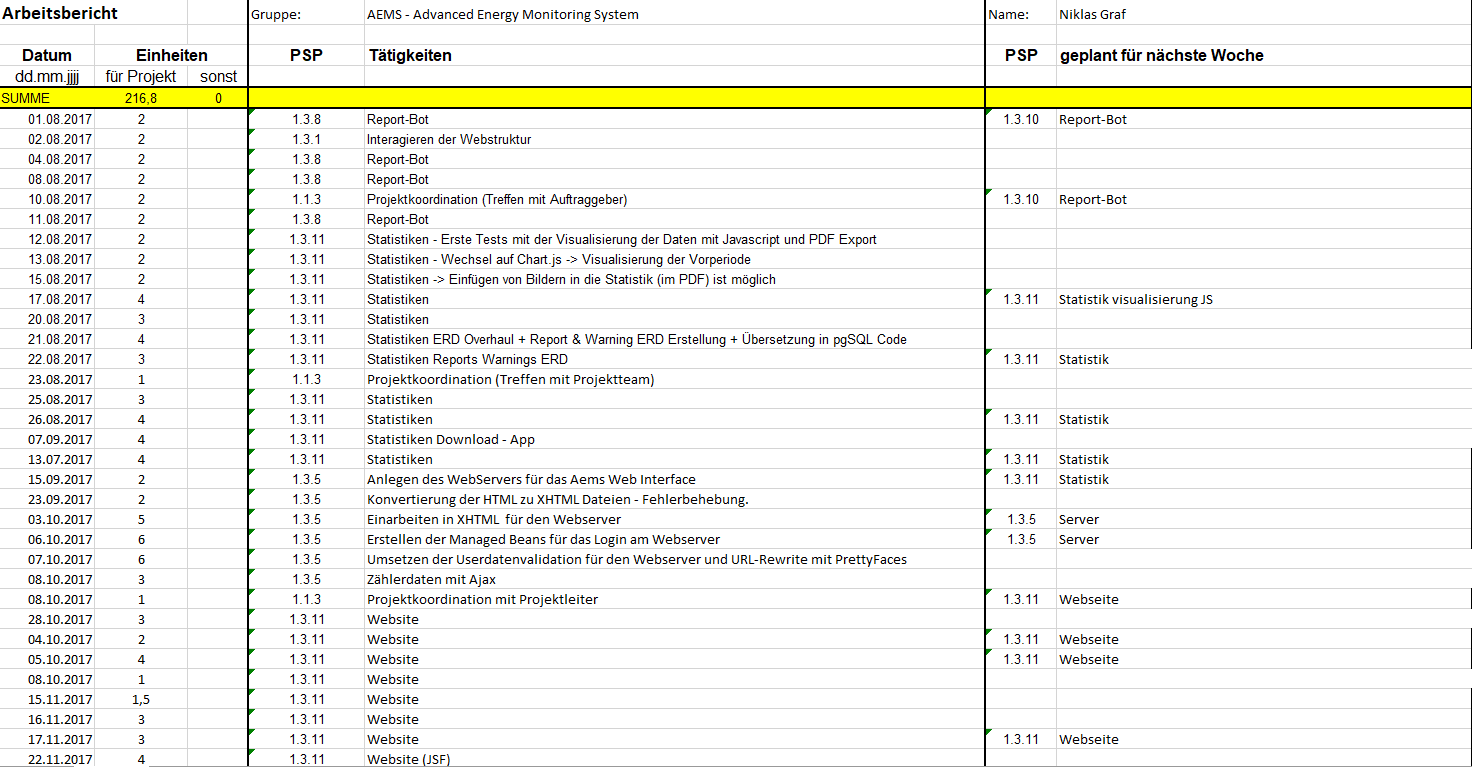 Arbeitsbericht Gruppe: AEMS - Advanced Energy Monitoring System Name: Niklas Graf
Datum Einheiten PSP Tätigkeiten PSP geplant für nächste Woche
dd.mm.jjjj für Projekt sonst
SUMME 216,8 0
01.08.2017 2 1.3.8 Report-Bot 1.3.10 Report-Bot
02.08.2017 2 1.3.1 Interagieren der Webstruktur
04.08.2017 2 1.3.8 Report-Bot
08.08.2017 2 1.3.8 Report-Bot
10.08.2017 2 1.1.3 Projektkoordination (Treffen mit Auftraggeber) 1.3.10 Report-Bot
11.08.2017 2 1.3.8 Report-Bot
12.08.2017 2 1.3.11 Statistiken - Erste Tests mit der Visualisierung der Daten mit Javascript und PDF Export
13.08.2017 2 1.3.11 Statistiken - Wechsel auf Chart.js -> Visualisierung der Vorperiode
15.08.2017 2 1.3.11 Statistiken -> Einfügen von Bildern in die Statistik (im PDF) ist möglich
17.08.2017 4 1.3.11 Statistiken 1.3.11 Statistik visualisierung JS
20.08.2017 3 1.3.11 Statistiken
21.08.2017 4 1.3.11 Statistiken ERD Overhaul + Report & Warning ERD Erstellung + Übersetzung in pgSQL Code
22.08.2017 3 1.3.11 Statistiken Reports Warnings ERD 1.3.11 Statistik
23.08.2017 1 1.1.3 Projektkoordination (Treffen mit Projektteam)
25.08.2017 3 1.3.11 Statistiken
26.08.2017 4 1.3.11 Statistiken 1.3.11 Statistik
07.09.2017 4 1.3.11 Statistiken Download - App
13.07.2017 4 1.3.11 Statistiken 1.3.11 Statistik
15.09.2017 2 1.3.5 Anlegen des WebServers für das Aems Web Interface 1.3.11 Statistik
23.09.2017 2 1.3.5 Konvertierung der HTML zu XHTML Dateien - Fehlerbehebung.
03.10.2017 5 1.3.5 Einarbeiten in XHTML für den Webserver 1.3.5 Server
06.10.2017 6 1.3.5 Erstellen der Managed Beans für das Login am Webserver 1.3.5 Server
07.10.2017 6 1.3.5 Umsetzen der Userdatenvalidation für den Webserver und URL-Rewrite mit PrettyFaces
08.10.2017 3 1.3.5 Zählerdaten mit Ajax
08.10.2017 1 1.1.3 Projektkoordination mit Projektleiter 1.3.11 Webseite
28.10.2017 3 1.3.11 Website
04.10.2017 2 1.3.11 Website 1.3.11 Webseite
05.10.2017 4 1.3.11 Website 1.3.11 Webseite
08.10.2017 1 1.3.11 Website
15.11.2017 1,5 1.3.11 Website
16.11.2017 3 1.3.11 Website
17.11.2017 3 1.3.11 Website 1.3.11 Webseite
22.11.2017 4 1.3.11 Website (JSF)